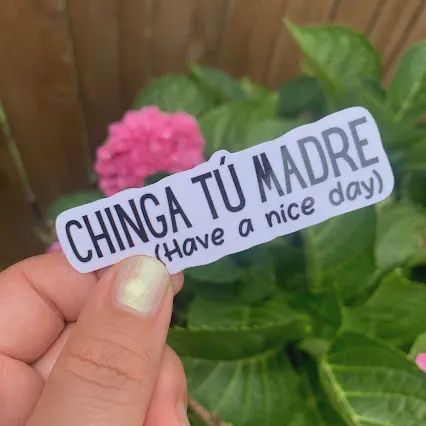 CHINGA TÚ MADRE
(Have a nice day)